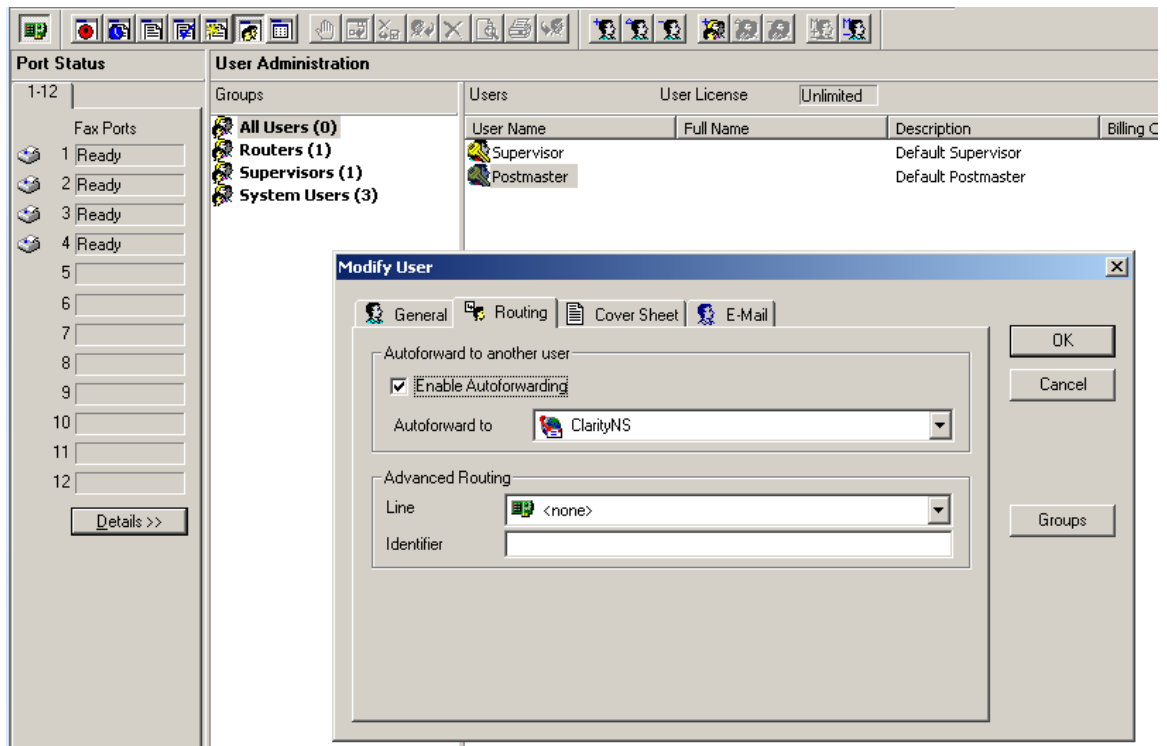 Port Status
User Administration
1-12
Groups
Users User License Unlimited
Fax Ports
All Users (0)
User Name Full Name Description Billing C
1 Ready
Routers (1)
Supervisor Default Supervisor
2 Ready
Supervisors (1)
Postmaster Default Postmaster
3 Ready
System Users (3)
4 Ready
5
6
7
8
9
10
11
12
Details >>
Modify User
General Routing Cover Sheet E-Mail
OK
Cancel
Groups
Autoforward to another user
Enable Autoforwarding
Autoforward to ClarityNS
Advanced Routing
Line <none>
Identifier